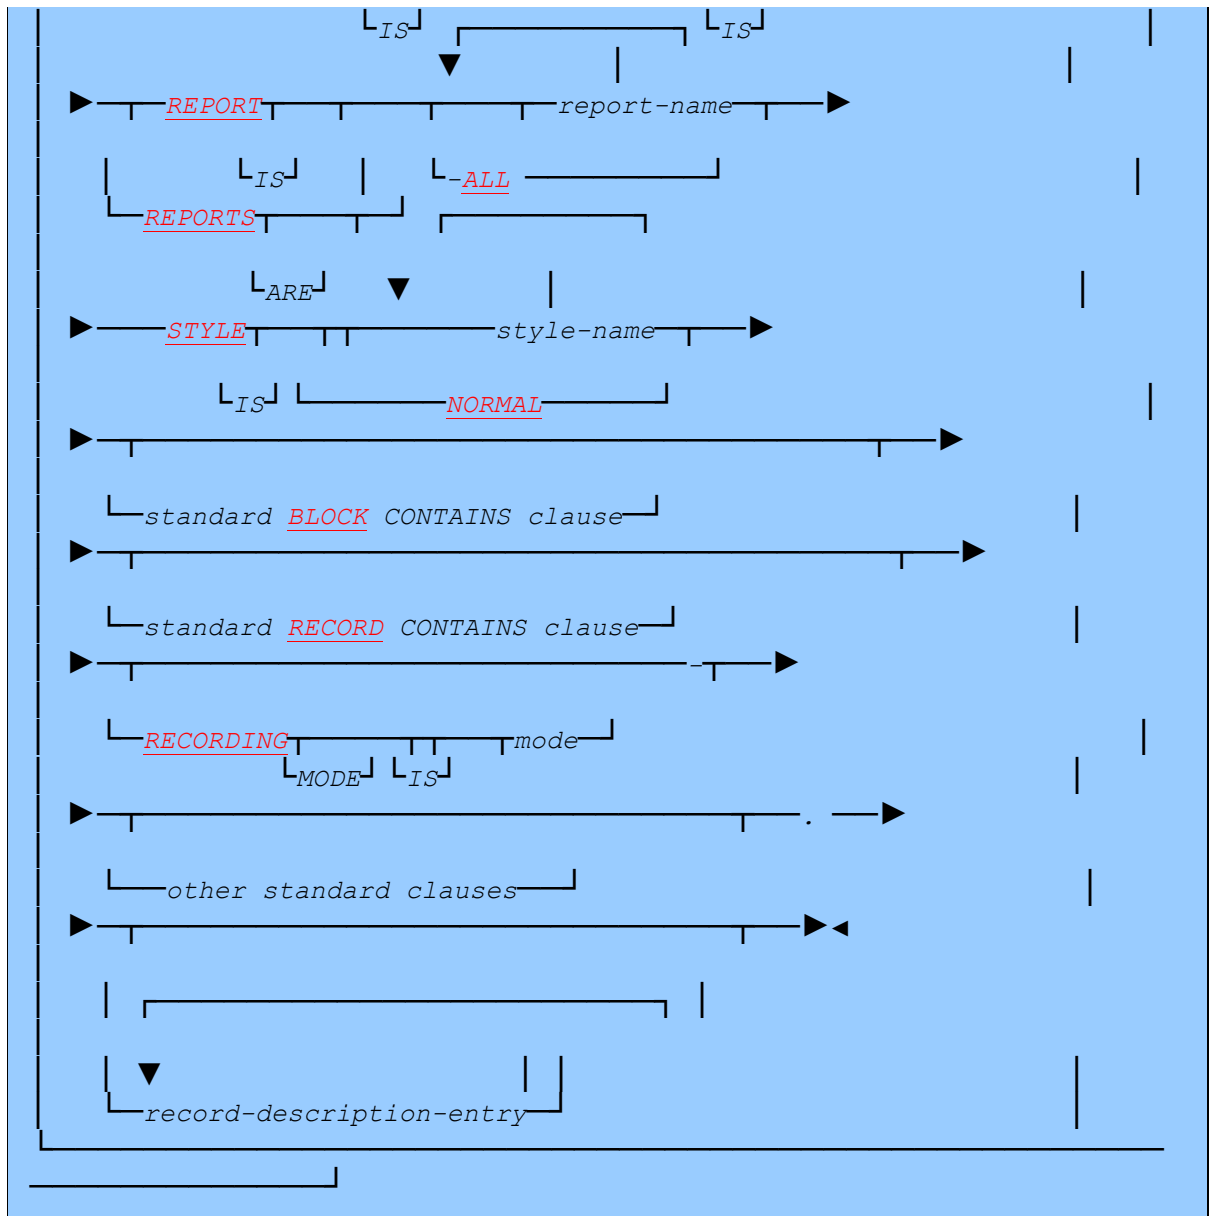 IS IS
REPORT report-name
IS -ALL
REPORTS
ARE
STYLE style-name
IS NORMAL
standard BLOCK CONTAINS clause
standard RECORD CONTAINS clause
-
RECORDING mode
MODE IS
.
other standard clauses
record-description-entry